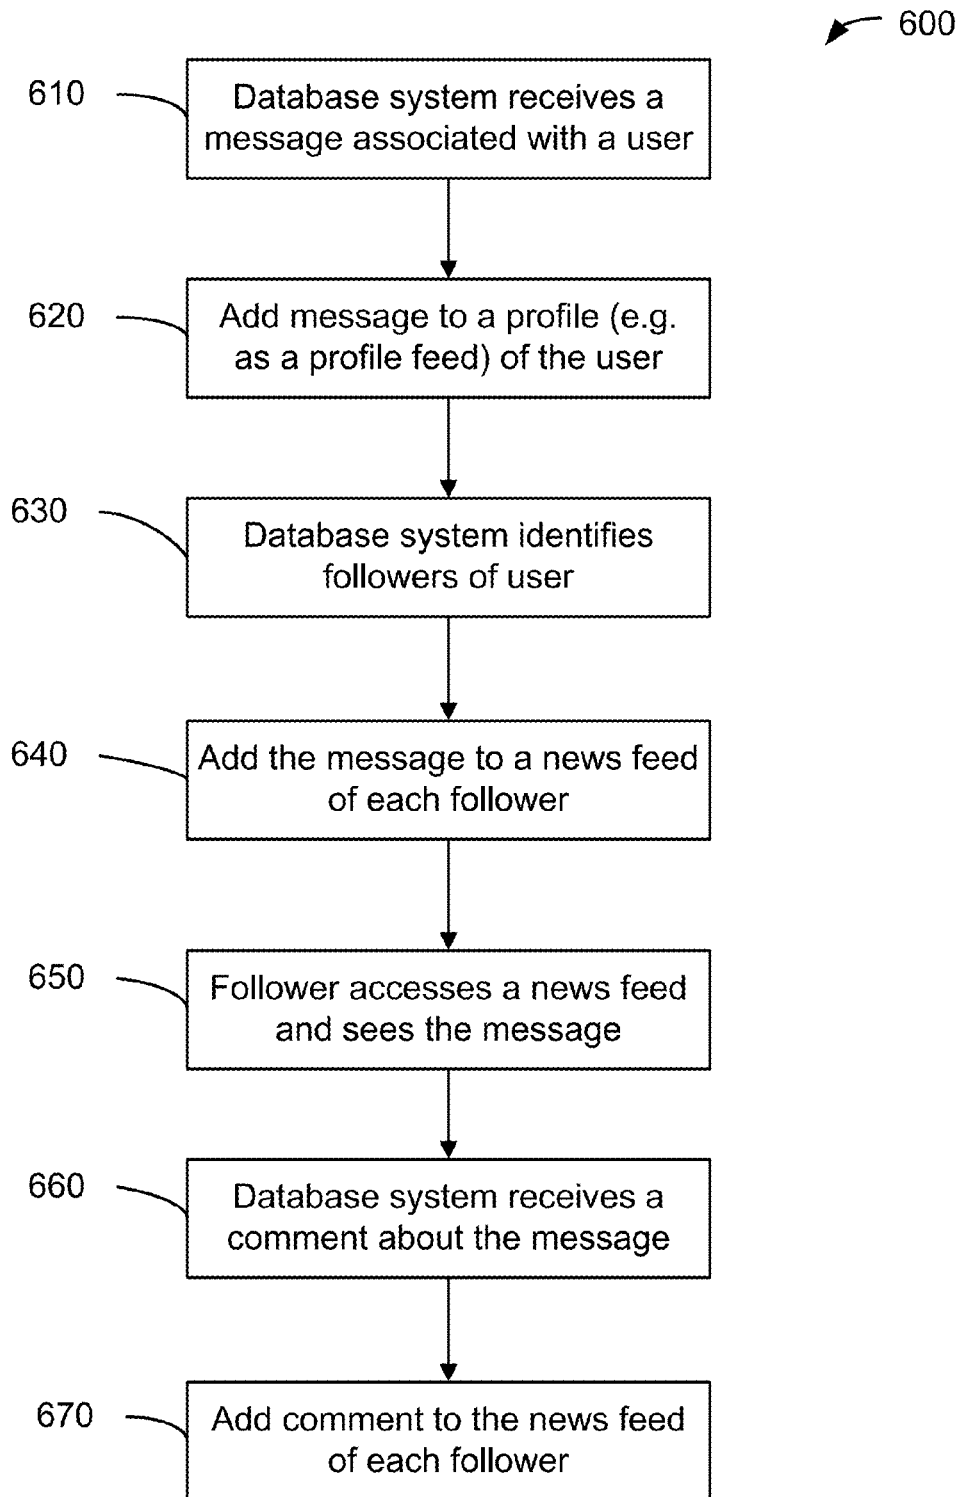 600
610
Database system receives a
message associated with a user
620
Add message to a profile (e.g.
as a profile feed) of the user
630
Database system identifies
followers of user
640
Add the message to a news feed
of each follower
650
Follower accesses a news feed
and sees the message
660
Database system receives a
comment about the message
670
Add comment to the news feed
of each follower